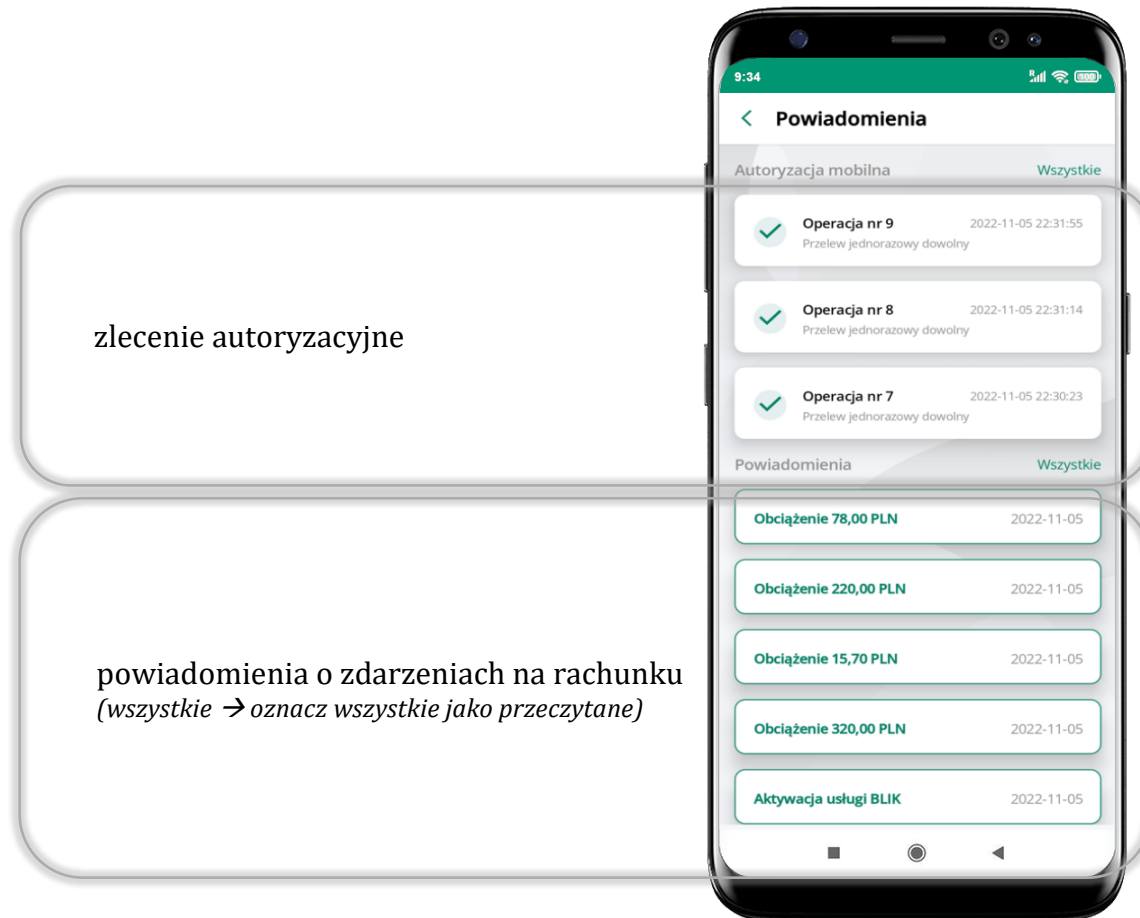 9:34
R
100
Powiadomienia
Autoryzacja mobilna Wszystkie
Operacja nr 9 2022-11-05 22:31:55
Przelew jednorazowy dowolny
Operacja nr 8 2022-11-05 22:31:14
Przelew jednorazowy dowolny
Operacja nr 7 2022-11-05 22:30:23
Przelew jednorazowy dowolny
zlecenie autoryzacyjne
Powiadomienia Wszystkie
Obciążenie 78,00 PLN 2022-11-05
Obciążenie 220,00 PLN 2022-11-05
Obciążenie 15,70 PLN 2022-11-05
Obciążenie 320,00 PLN 2022-11-05
Aktywacja usługi BLIK 2022-11-05
powiadomienia o zdarzeniach na rachunku
(wszystkie → oznacz wszystkie jako przeczytane)